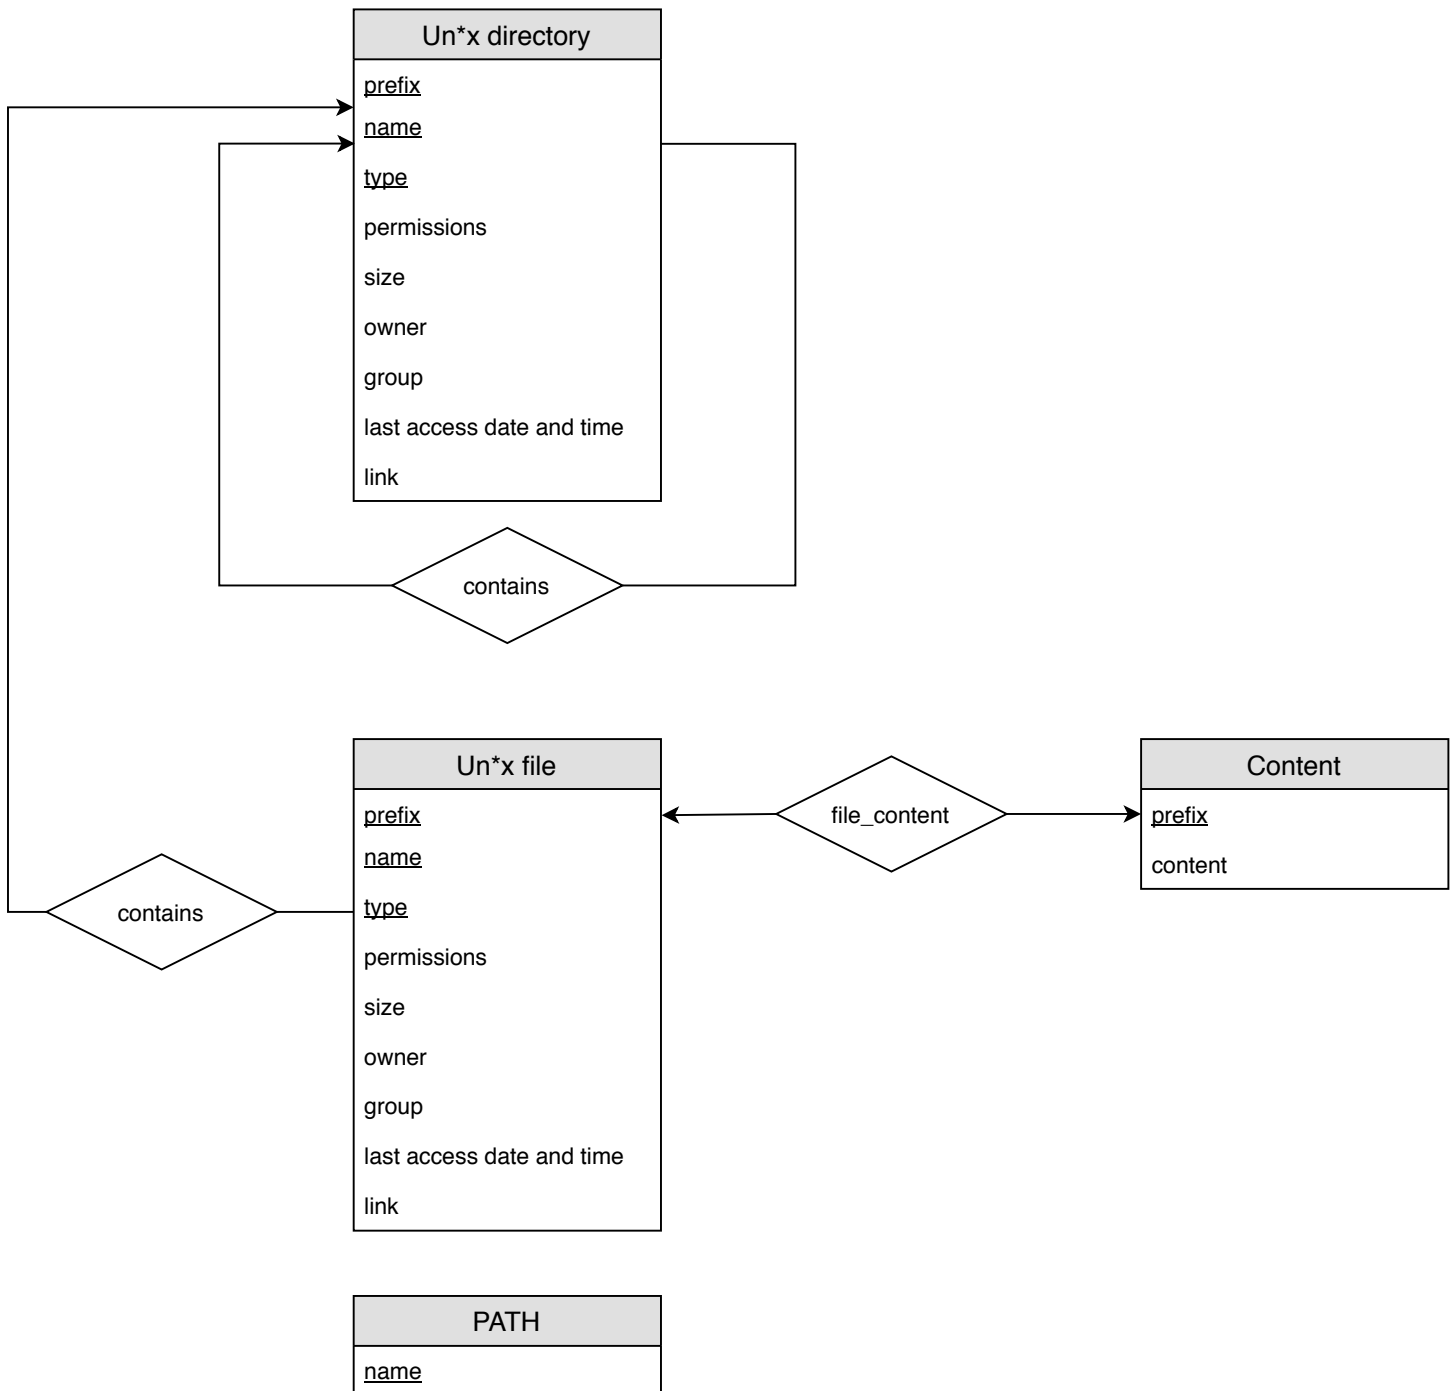 Un*x directory
prefix
name
type
permissions
size
owner
group
last access date and time
link
contains
Un*x file
prefix
name
type
permissions
size
owner
group
last access date and time
link
contains
file_content
Content
prefix
content
PATH
name